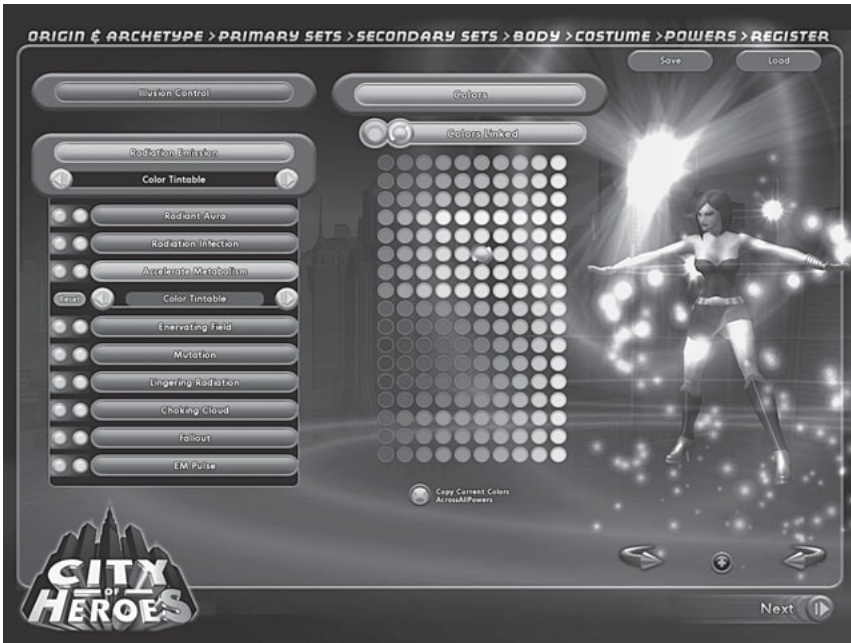 ORIGIN & ARCHETYPE > PRIMARY SETS > SECONDARY SETS > BODY > COSTUME > POWERS > REGISTER
Save
Load
Illusion Control
Colors
Colors Linked
Radiation Emission
Color Tintable
Radiant Aura
Radiation Infection
Accelerate Metabolism
Reset
Color Tintable
Enervating Field
Mutation
Lingering Radiation
Choking Cloud
Fallout
EM Pulse
Copy Current Colors
AcrossAllPowers
CITY
OF
HEROES
Next